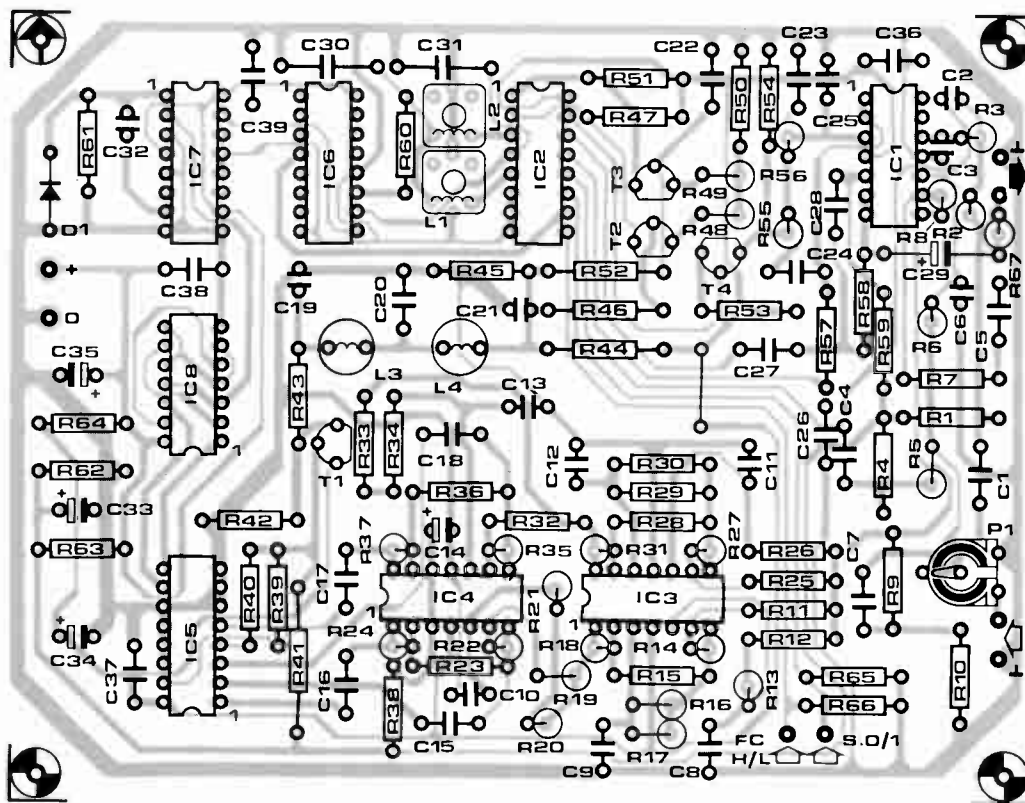 C30 C31 C22 C23 C36
1 1 1
R51 R50 R54 C2
R61 C32 IC7 C39 IC6 R60 L2 IC2 R47 C25 IC1 R3
+
T3 R49 R56 C28 C3
L1
D1 T2 R48 R55 R8 R2
+ C38 C19 C20 R45 R52 T4 C24 + C29 R67
C21 R46 R53 R58 C6
0 R57 R59 R6 C5
C35 + IC8 R43 L3 L4 R44 C27 R7
C13
R64 R33 R34 C18 C26 C4 R1
1 T1 C12 R30 C11 R4 R5 C1
R62 R36 R29
+ C33 R42 + R32 R28 P1
R63 R37 C14 R35 R31 R27 R26 C7
R40 R39 C17 IC4 R21 IC3 R25 R9
IC5 1 1 R11
+ C34 R41 R24 R22 R18 R14 R12
C37 R23 R15 R65 R10 +
C16 R38 C10 R19 R16 R13 R66
1 C15 R20 R17 FC S.0/1
C9 C8 H/L